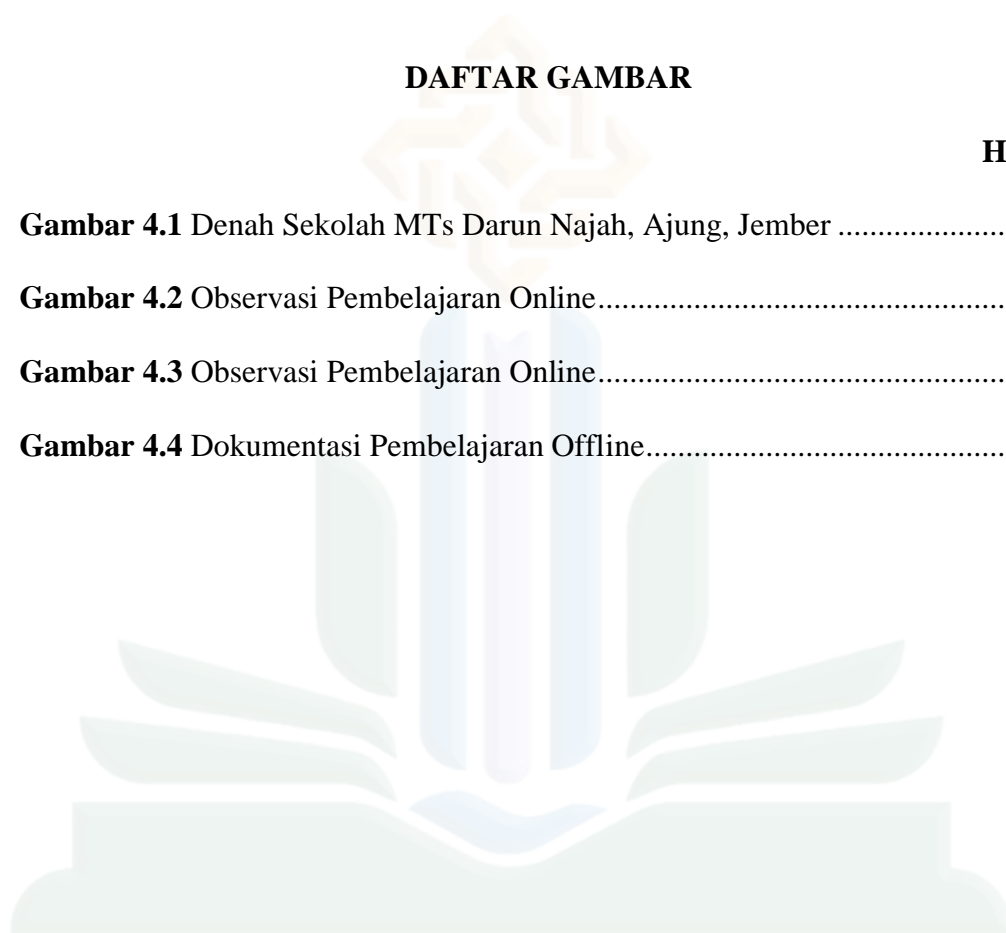 DAFTAR GAMBAR
H
Gambar 4.1 Denah Sekolah MTs Darun Najah, Ajung, Jember .....................
Gambar 4.2 Observasi Pembelajaran Online...................................................
Gambar 4.3 Observasi Pembelajaran Online...................................................
Gambar 4.4 Dokumentasi Pembelajaran Offline.............................................